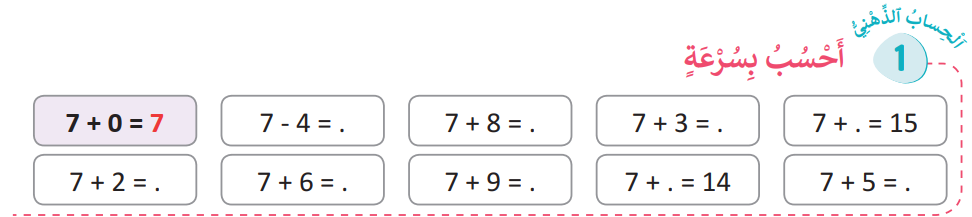 اَلْحِسابُ ٱلذِّهْنِيُّ
1 أَحْسُبُ بِسُرْعَةٍ
7 + 0 = 7 7 - 4 = . 7 + 8 = . 7 + 3 = . 7 + . = 15
7 + 2 = . 7 + 6 = . 7 + 9 = . 7 + . = 14 7 + 5 = .